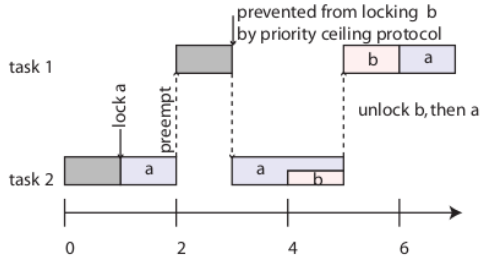 prevented from locking b
by priority ceiling protocol
task 1
b
a
lock a
preempt
unlock b, then a
task 2
a
a
b
0
2
4
6